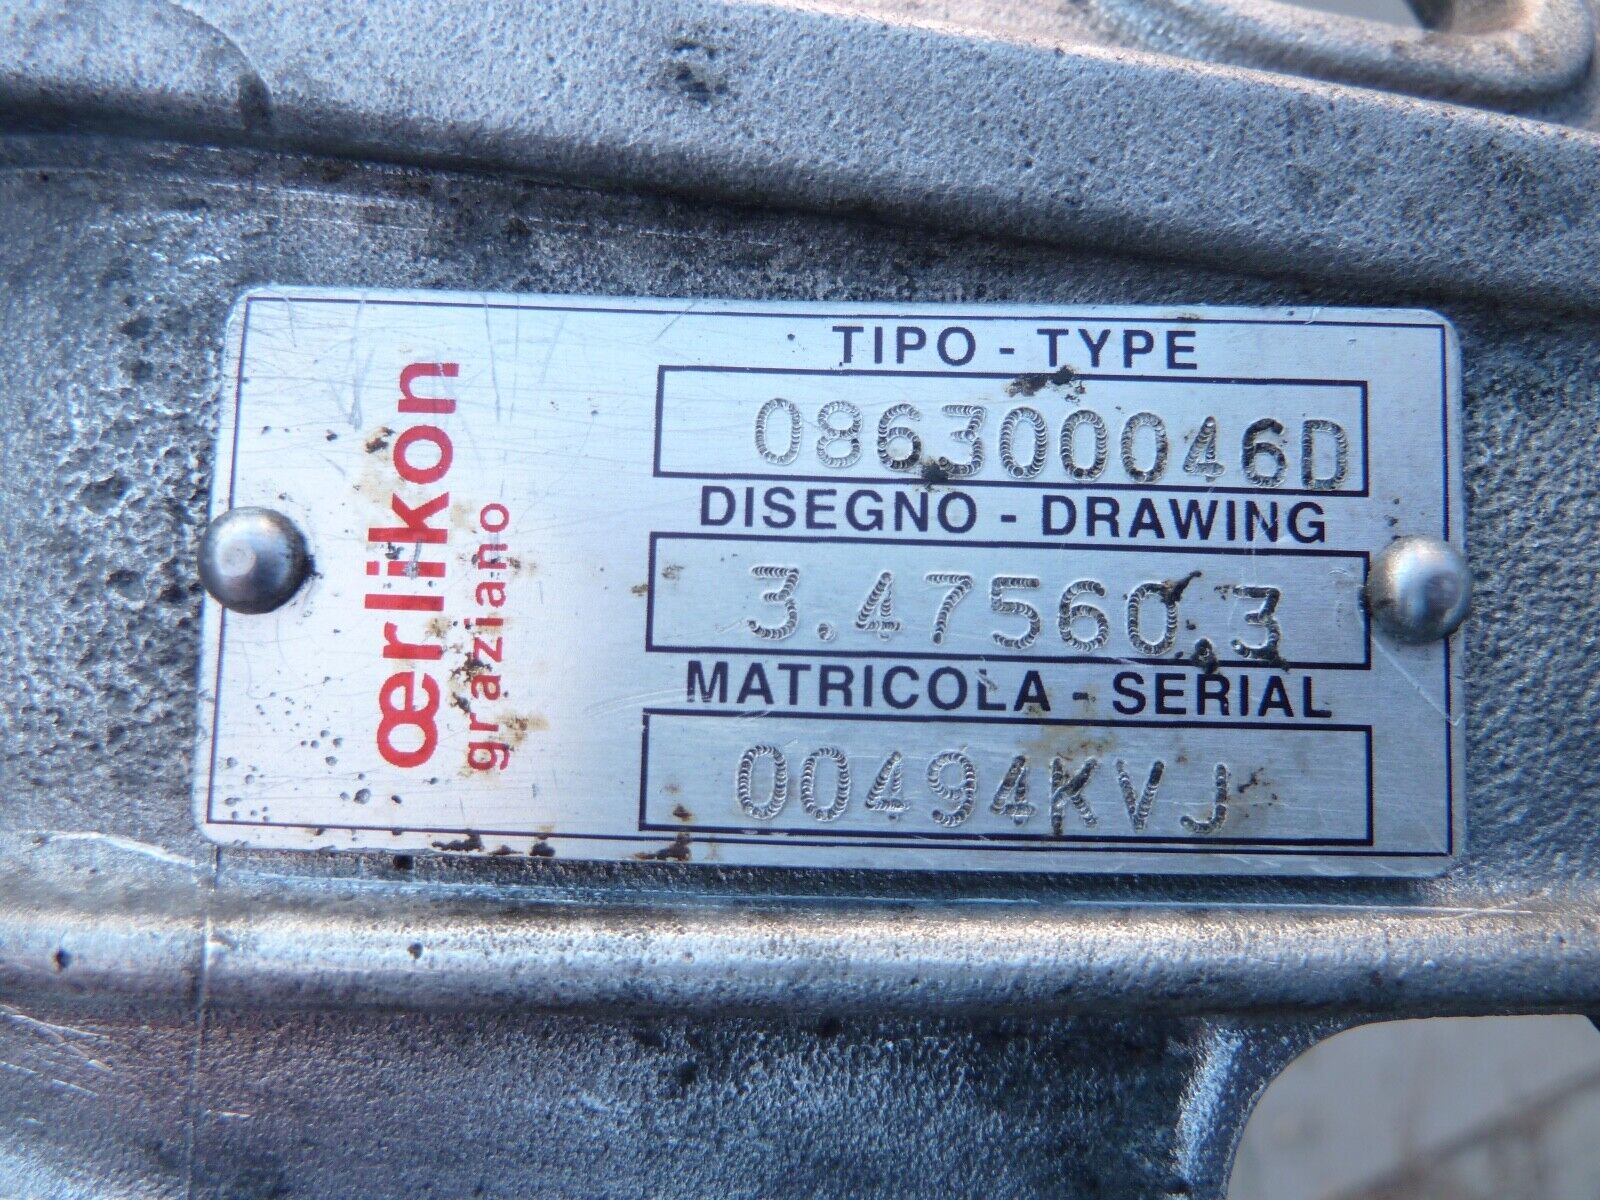 œrlikon
graziano
TIPO - TYPE
086300046D
DISEGNO - DRAWING
3.47560.3
MATRICOLA - SERIAL
00494KVJ